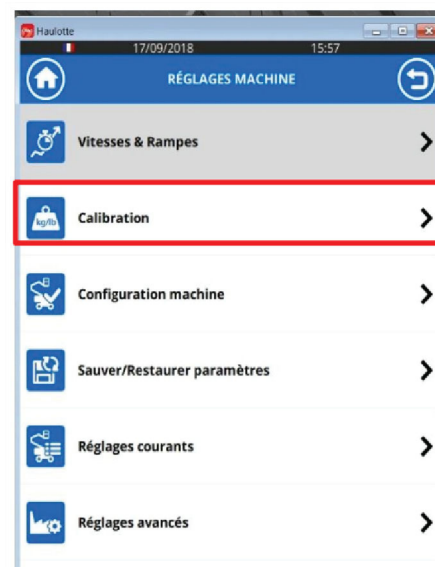 Haulotte
17/09/2018 15:57
RÉGLAGES MACHINE
Vitesses & Rampes
kg/lb Calibration
Configuration machine
Sauver/Restaurer paramètres
Réglages courants
Réglages avancés